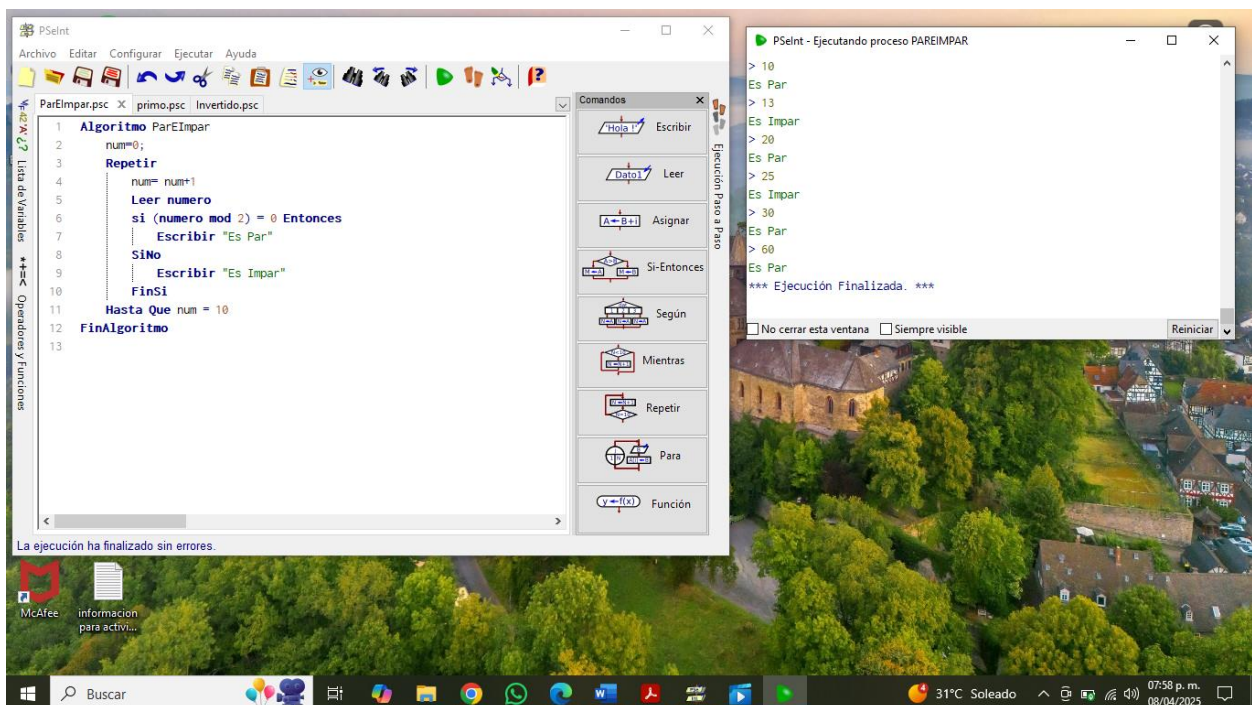 PSeInt
Archivo Editar Configurar Ejecutar Ayuda
ParEImpar.psc X primo.psc Invertido.psc
1 Algoritmo ParEImpar
2 num=0;
3 Repetir
4 num= num+1
5 Leer numero
6 si (numero mod 2) = 0 Entonces
7 Escribir "Es Par"
8 SiNo
9 Escribir "Es Impar"
10 FinSi
11 Hasta Que num = 10
12 FinAlgoritmo
13
Lista de Variables
Operadores y Funciones
Comandos
'Hola !' Escribir
Dato1 Leer
A←B+i Asignar
Si-Entonces
Según
Mientras
Repetir
Para
y←f(x) Función
Ejecución Paso a Paso
La ejecución ha finalizado sin errores.
PSeInt - Ejecutando proceso PAREIMPAR
> 10
Es Par
> 13
Es Impar
> 20
Es Par
> 25
Es Impar
> 30
Es Par
> 60
Es Par
*** Ejecución Finalizada. ***
No cerrar esta ventana Siempre visible Reiniciar
McAfee
informacion
para activi...
Buscar
31°C Soleado
07:58 p. m.
08/04/2025